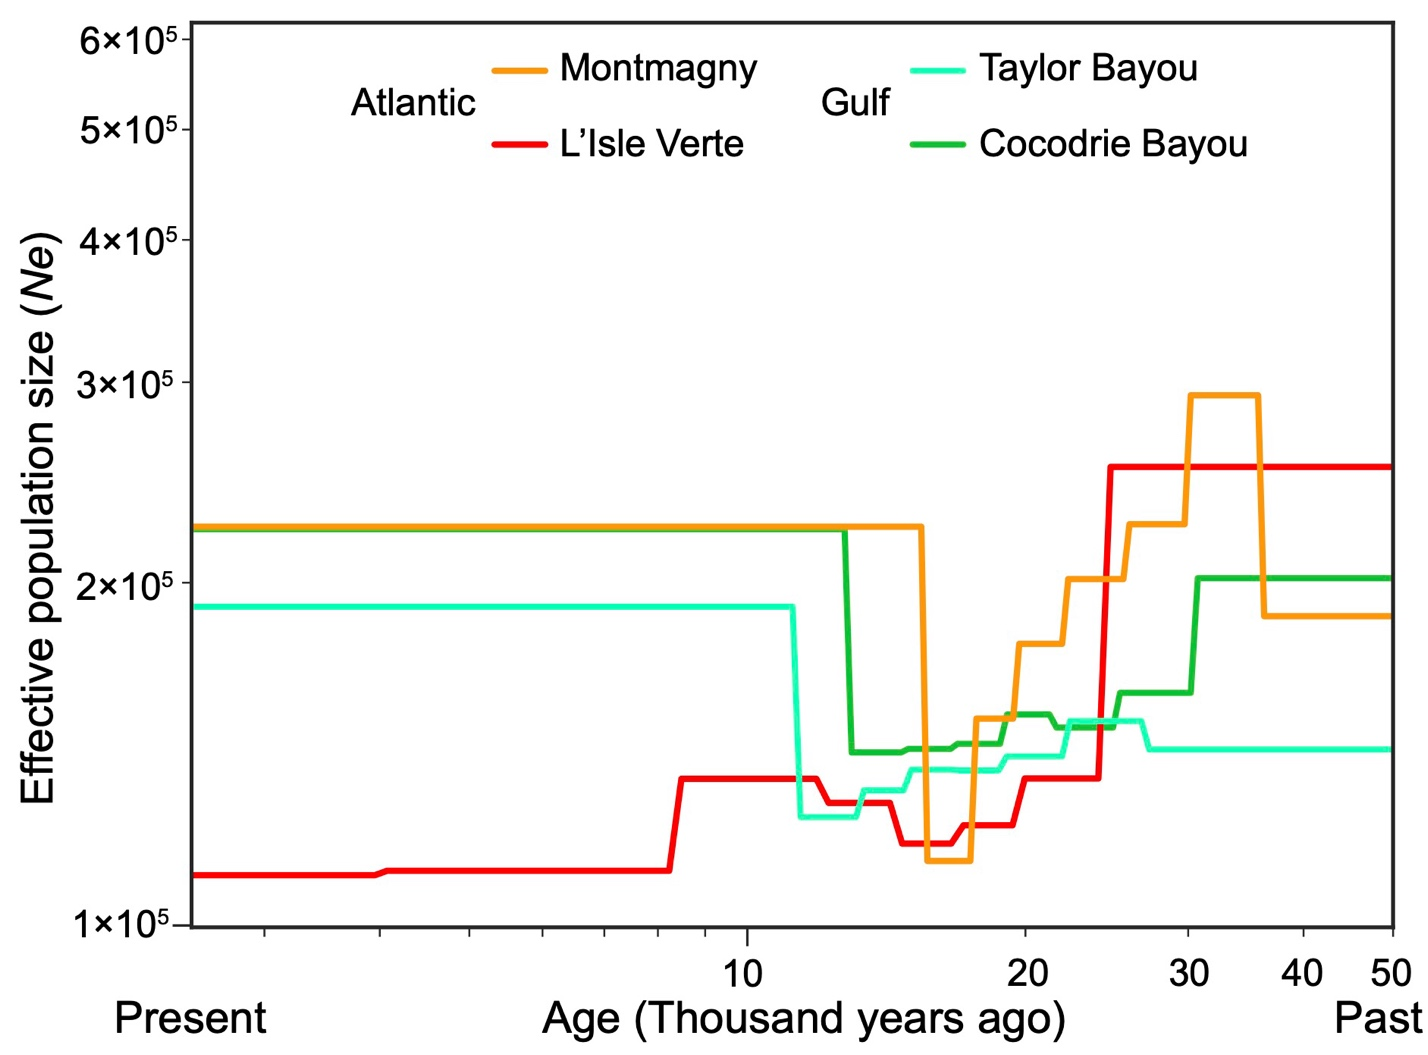 6×10⁵
5×10⁵
4×10⁵
3×10⁵
2×10⁵
1×10⁵
Effective population size (Ne)
Atlantic
Montmagny
L’Isle Verte
Gulf
Taylor Bayou
Cocodrie Bayou
10 20 30 40 50
Present Age (Thousand years ago) Past